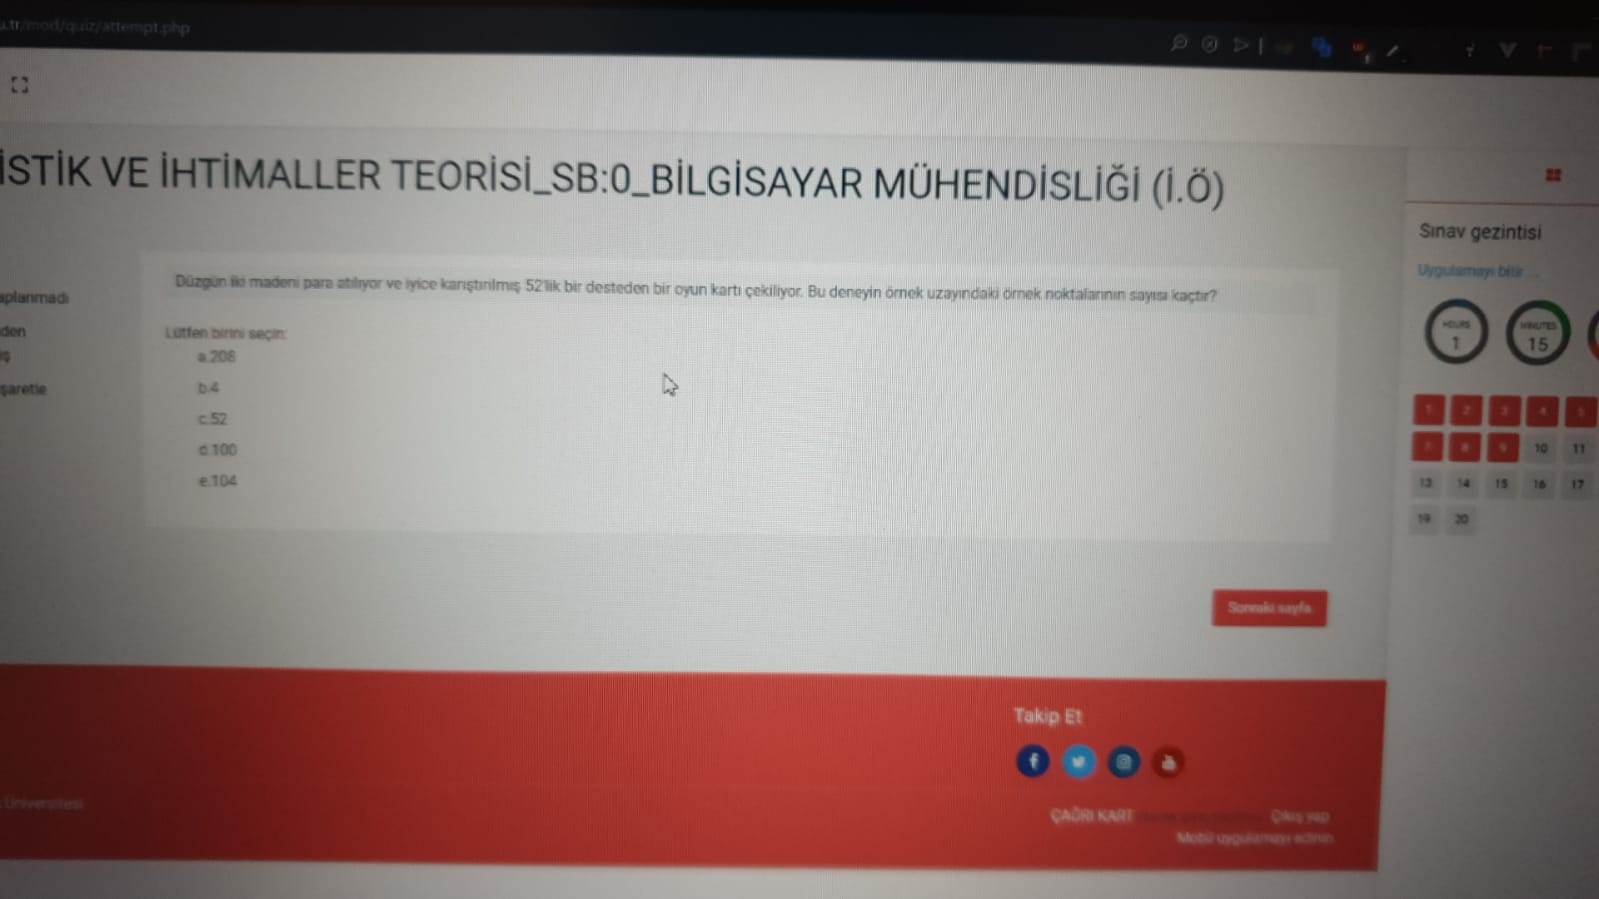 u.tr/mod/quiz/attempt.php
İSTİK VE İHTİMALLER TEORİSİ_SB:0_BİLGİSAYAR MÜHENDİSLİĞİ (İ.Ö)
Sınav gezintisi
Uygulamayı bitir ...
HOURS
1
MINUTES
15
aplanmadı
den
ş
şaretle
Düzgün iki madeni para atılıyor ve iyice karıştırılmış 52'lik bir desteden bir oyun kartı çekiliyor. Bu deneyin örnek uzayındaki örnek noktalarının sayısı kaçtır?
Lütfen birini seçin:
a.208
b.4
c.52
d.100
e.104
1 2 3 4 5
7 8 9 10 11
13 14 15 16 17
19 20
Sonraki sayfa
Takip Et
Üniversitesi
ÇAĞRI KART
Çıkış yap
Mobil uygulamayı edinin